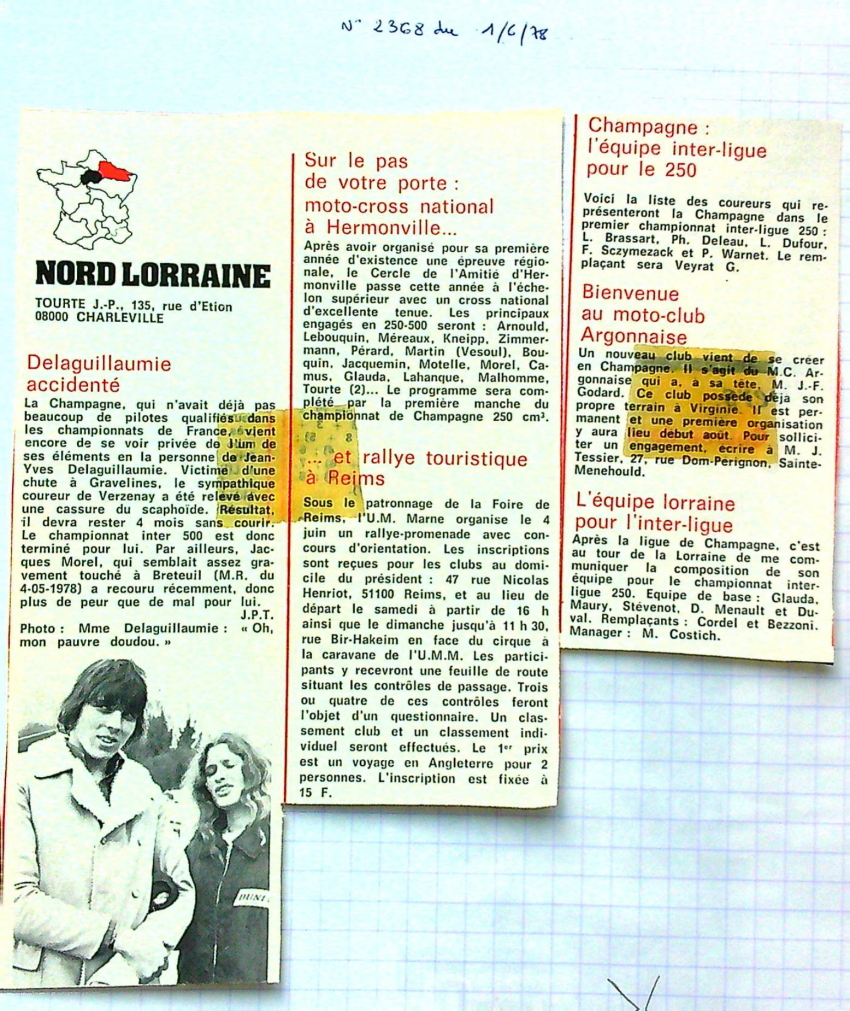 N° 2368 du 1/6/78
NORD LORRAINE
TOURTE J.-P., 135, rue d'Etion
08000 CHARLEVILLE
Delaguillaumie
accidenté
La Champagne, qui n'avait déjà pas
beaucoup de pilotes qualifiés dans
les championnats de France, vient
encore de se voir privée de l'um de
ses éléments en la personne de Jean-
Yves Delaguillaumie. Victime d'une
chute à Gravelines, le sympathique
coureur de Verzenay a été relevé avec
une cassure du scaphoïde. Résultat,
il devra rester 4 mois sans courir.
Le championnat inter 500 est donc
terminé pour lui. Par ailleurs, Jac-
ques Morel, qui semblait assez gra-
vement touché à Breteuil (M.R. du
4-05-1978) a recouru récemment, donc
plus de peur que de mal pour lui.
J.P.T.
Photo : Mme Delaguillaumie : « Oh,
mon pauvre doudou. »
DUNL
Sur le pas
de votre porte :
moto-cross national
à Hermonville...
Après avoir organisé pour sa première
année d'existence une épreuve régio-
nale, le Cercle de l'Amitié d'Her-
monville passe cette année à l'éche-
lon supérieur avec un cross national
d'excellente tenue. Les principaux
engagés en 250-500 seront : Arnould,
Lebouquin, Méreaux, Kneipp, Zimmer-
mann, Pérard, Martin (Vesoul), Bou-
quin, Jacquemin, Motelle, Morel, Ca-
mus, Glauda, Lahanque, Malhomme,
Tourte (2)... Le programme sera com-
plété par la première manche du
championnat de Champagne 250 cm³.
... et rallye touristique
à Reims
Sous le patronnage de la Foire de
Reims, l'U.M. Marne organise le 4
juin un rallye-promenade avec con-
cours d'orientation. Les inscriptions
sont reçues pour les clubs au domi-
cile du président : 47 rue Nicolas
Henriot, 51100 Reims, et au lieu de
départ le samedi à partir de 16 h
ainsi que le dimanche jusqu'à 11 h 30,
rue Bir-Hakeim en face du cirque à
la caravane de l'U.M.M. Les partici-
pants y recevront une feuille de route
situant les contrôles de passage. Trois
ou quatre de ces contrôles feront
l'objet d'un questionnaire. Un clas-
sement club et un classement indi-
viduel seront effectués. Le 1er prix
est un voyage en Angleterre pour 2
personnes. L'inscription est fixée à
15 F.
Champagne :
l'équipe inter-ligue
pour le 250
Voici la liste des coureurs qui re-
présenteront la Champagne dans le
premier championnat inter-ligue 250 :
L. Brassart, Ph. Deleau, L. Dufour,
F. Sczymezack et P. Warnet. Le rem-
plaçant sera Veyrat G.
Bienvenue
au moto-club
Argonnaise
Un nouveau club vient de se créer
en Champagne. Il s'agit du M.C. Ar-
gonnaise qui a, à sa tête, M. J.-F.
Godard. Ce club possède déjà son
propre terrain à Virginie. Il est per-
manent et une première organisation
y aura lieu début août. Pour sollici-
ter un engagement, écrire à M. J.
Tessier, 27, rue Dom-Perignon, Sainte-
Menehould.
L'équipe lorraine
pour l'inter-ligue
Après la ligue de Champagne, c'est
au tour de la Lorraine de me com-
muniquer la composition de son
équipe pour le championnat inter-
ligue 250. Equipe de base : Glauda,
Maury, Stévenot, D. Menault et Du-
val. Remplaçants : Cordel et Bezzoni.
Manager : M. Costich.